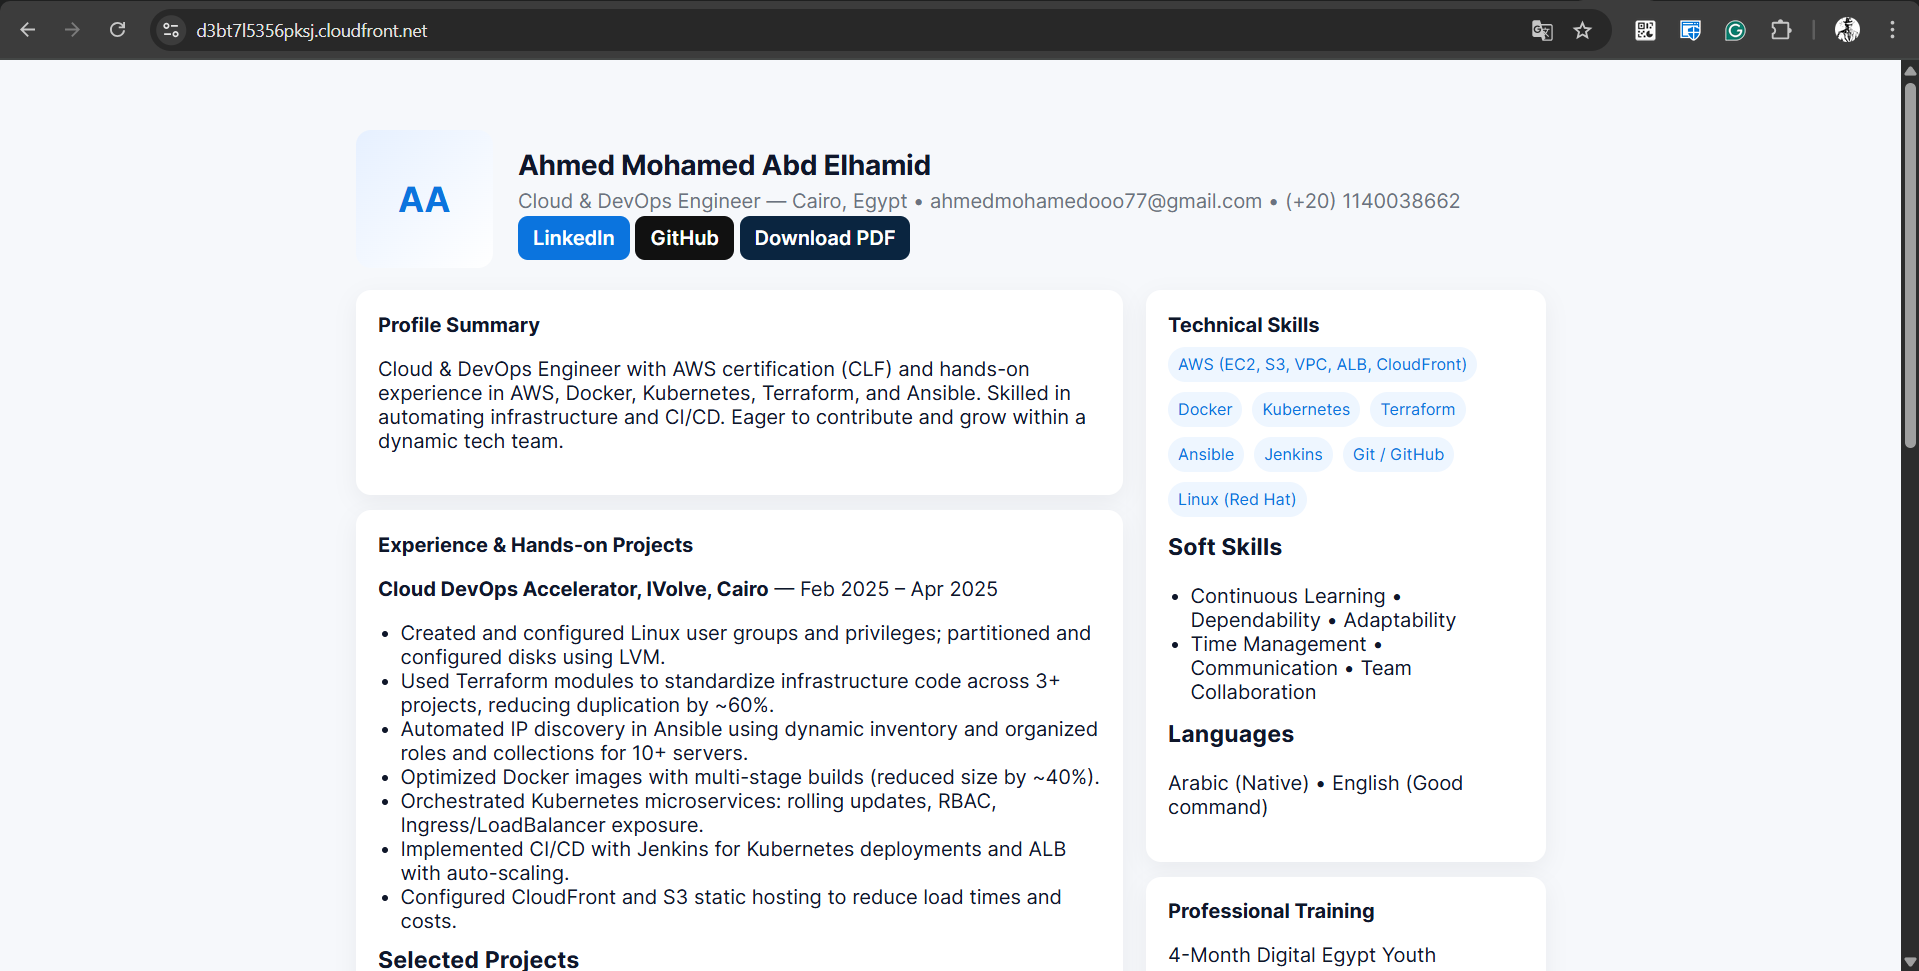 d3bt7l5356pksj.cloudfront.net
AA
Ahmed Mohamed Abd Elhamid
Cloud & DevOps Engineer — Cairo, Egypt • ahmedmohamedooo77@gmail.com • (+20) 1140038662
LinkedIn GitHub Download PDF
Profile Summary
Cloud & DevOps Engineer with AWS certification (CLF) and hands-on
experience in AWS, Docker, Kubernetes, Terraform, and Ansible. Skilled in
automating infrastructure and CI/CD. Eager to contribute and grow within a
dynamic tech team.
Experience & Hands-on Projects
Cloud DevOps Accelerator, IVolve, Cairo — Feb 2025 – Apr 2025
• Created and configured Linux user groups and privileges; partitioned and
configured disks using LVM.
• Used Terraform modules to standardize infrastructure code across 3+
projects, reducing duplication by ~60%.
• Automated IP discovery in Ansible using dynamic inventory and organized
roles and collections for 10+ servers.
• Optimized Docker images with multi-stage builds (reduced size by ~40%).
• Orchestrated Kubernetes microservices: rolling updates, RBAC,
Ingress/LoadBalancer exposure.
• Implemented CI/CD with Jenkins for Kubernetes deployments and ALB
with auto-scaling.
• Configured CloudFront and S3 static hosting to reduce load times and
costs.
Selected Projects
Technical Skills
AWS (EC2, S3, VPC, ALB, CloudFront)
Docker Kubernetes Terraform
Ansible Jenkins Git / GitHub
Linux (Red Hat)
Soft Skills
• Continuous Learning •
Dependability • Adaptability
• Time Management •
Communication • Team
Collaboration
Languages
Arabic (Native) • English (Good
command)
Professional Training
4-Month Digital Egypt Youth